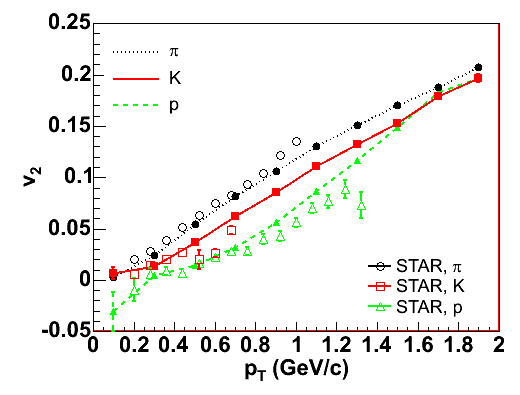 0.25
0.2
0.15
0.1
0.05
0
-0.05
v2
π
K
p
STAR, π
STAR, K
STAR, p
0 0.2 0.4 0.6 0.8 1 1.2 1.4 1.6 1.8 2
pT (GeV/c)